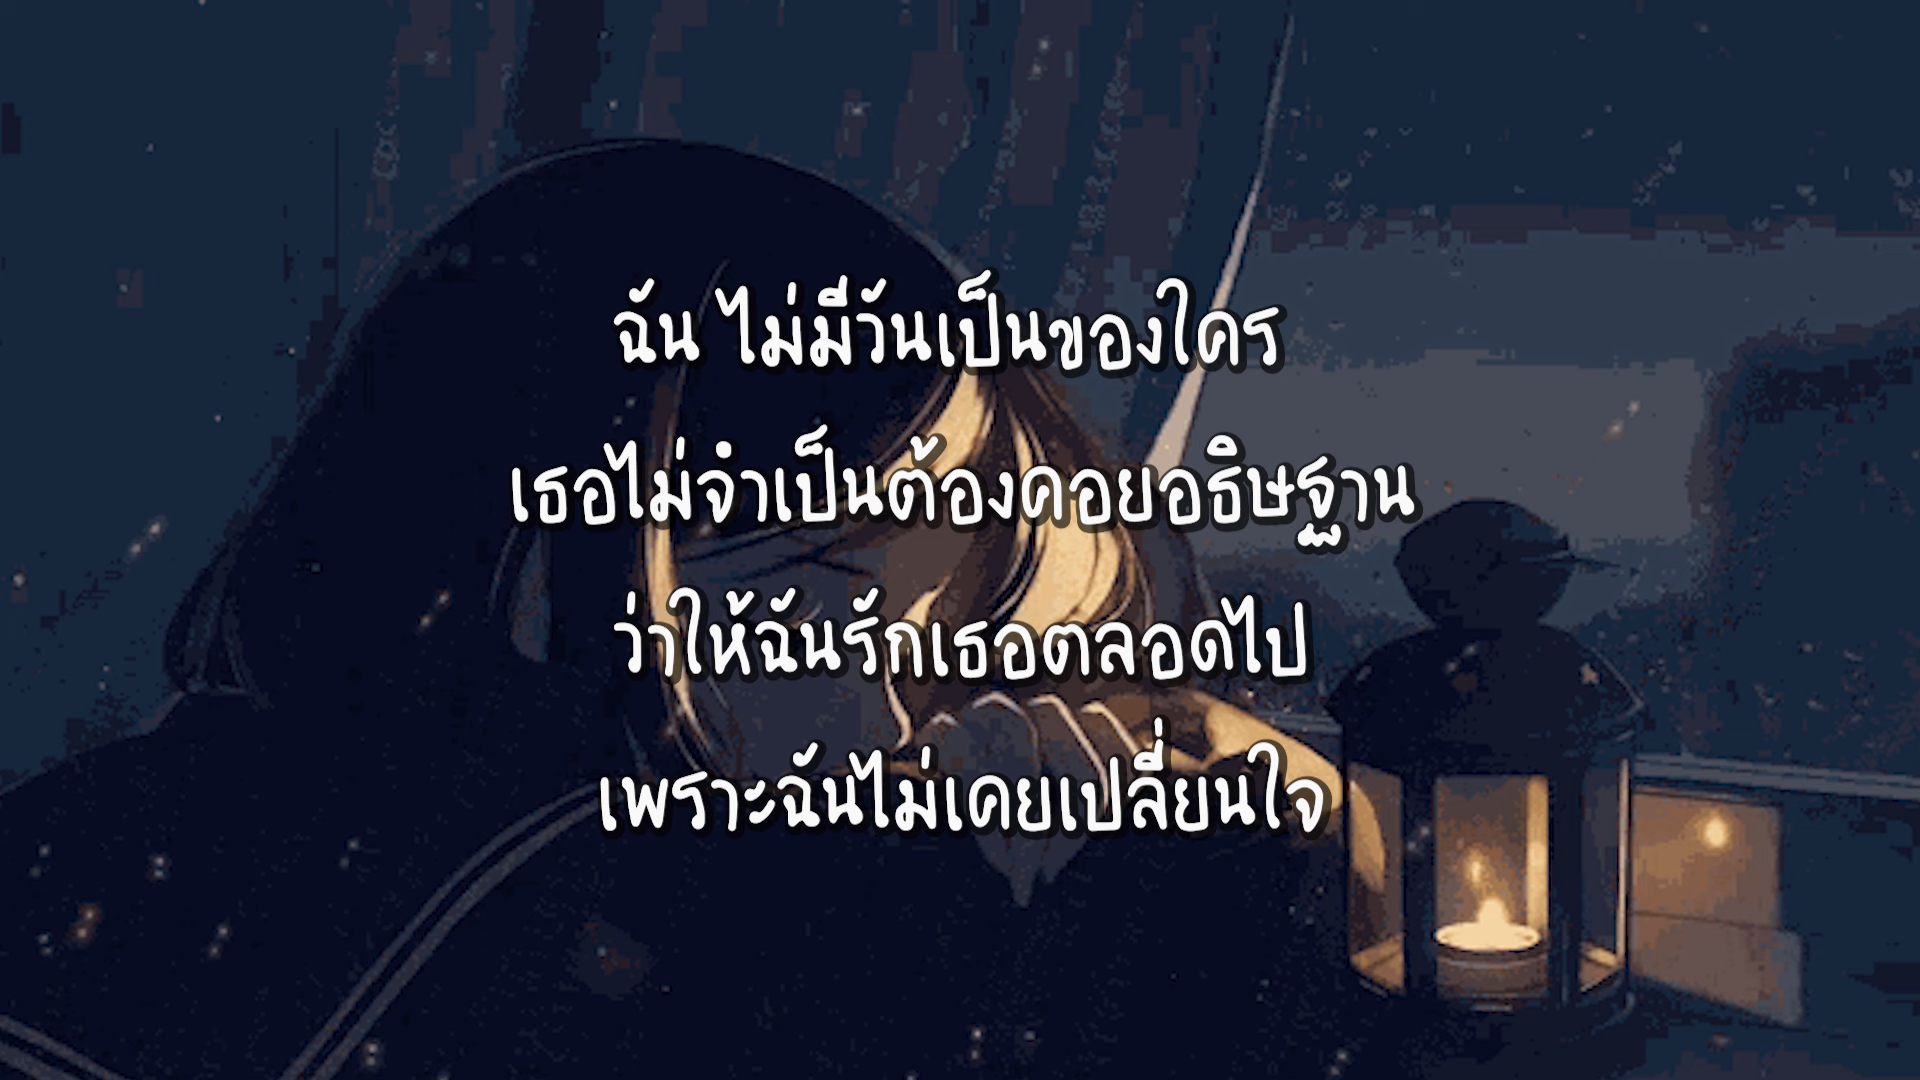 ฉัน ไม่มีวันเป็นของใคร
เธอไม่จำเป็นต้องคอยอธิษฐาน
ว่าให้ฉันรักเธอตลอดไป
เพราะฉันไม่เคยเปลี่ยนใจ